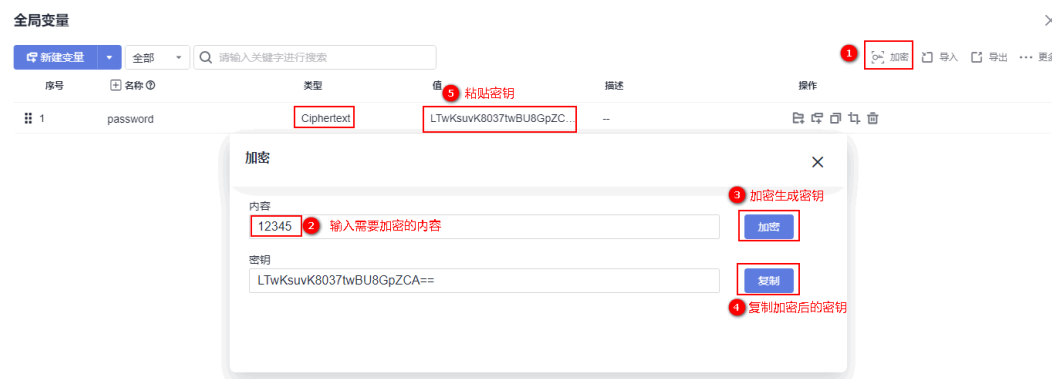 全局变量
新建变量 全部 请输入关键字进行搜索 1 加密 导入 导出 ··· 更多
序号 名称 类型 值 描述 操作
5 粘贴密钥
1 password Ciphertext LTwKsuvK8037twBU8GpZC... --
加密
3 加密生成密钥
内容
12345 2 输入需要加密的内容 加密
密钥
LTwKsuvK8037twBU8GpZCA== 复制
4 复制加密后的密钥